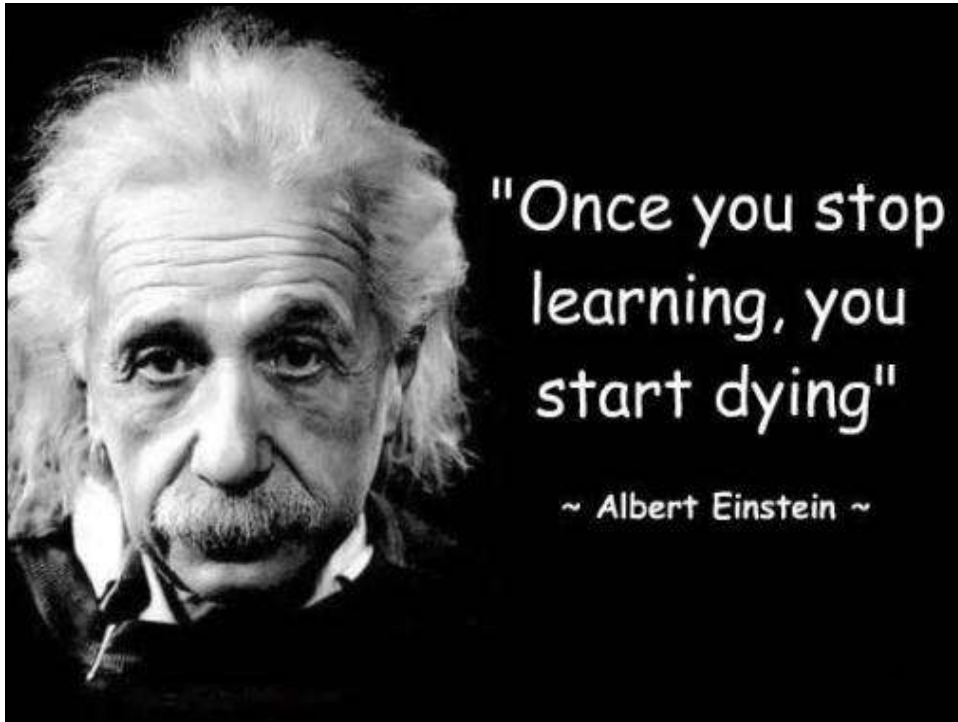 "Once you stop
learning, you
start dying"
~ Albert Einstein ~